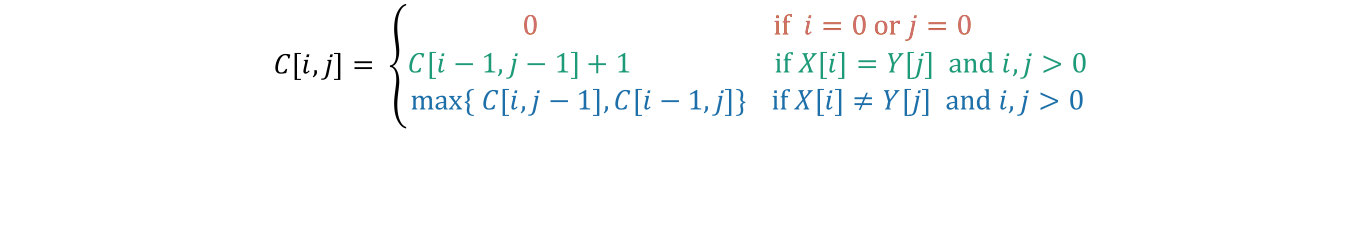 0 if i = 0 or j = 0
C[i, j] = { C[i − 1, j − 1] + 1 if X[i] = Y[j] and i, j > 0
max{ C[i, j − 1], C[i − 1, j]} if X[i] ≠ Y[j] and i, j > 0